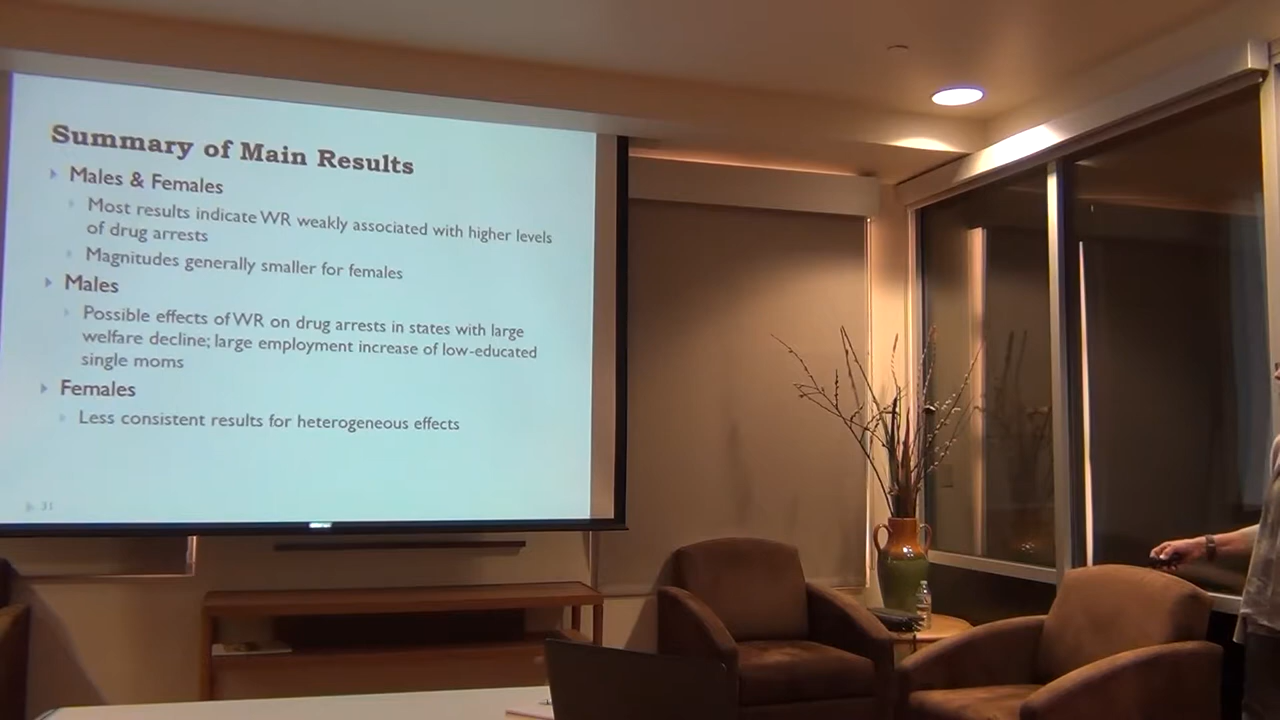 Summary of Main Results
Males & Females
Most results indicate WR weakly associated with higher levels
of drug arrests
Magnitudes generally smaller for females
Males
Possible effects of WR on drug arrests in states with large
welfare decline; large employment increase of low-educated
single moms
Females
Less consistent results for heterogeneous effects
31